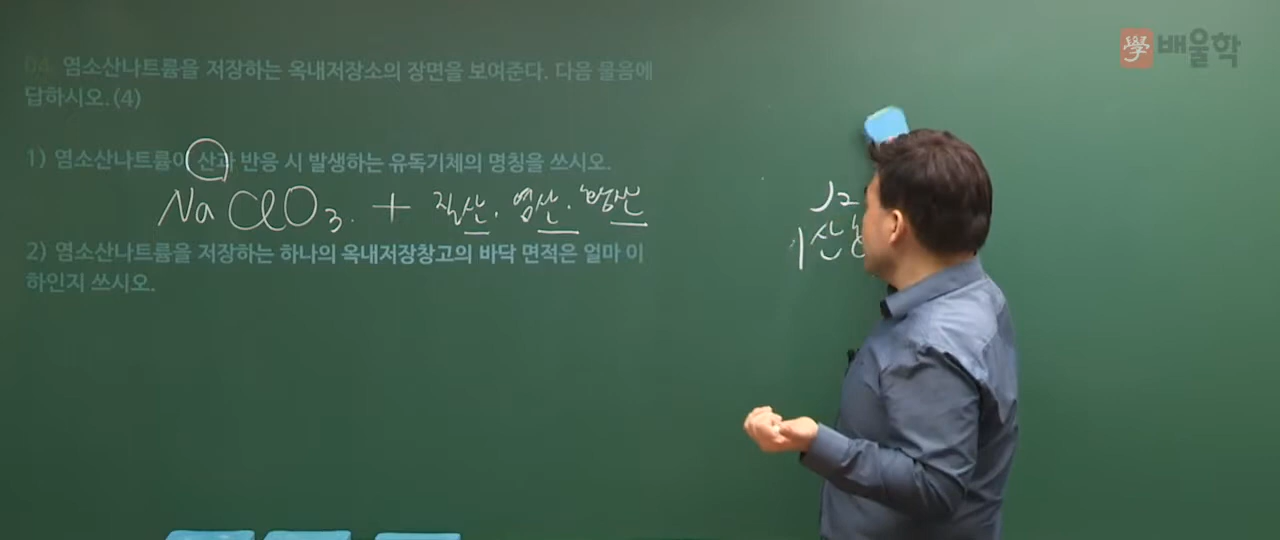 學 배울학
04. 염소산나트륨을 저장하는 옥내저장소의 장면을 보여준다. 다음 물음에
답하시오. (4)
1) 염소산나트륨이 산과 반응 시 발생하는 유독기체의 명칭을 쓰시오.
NaClO3. + 질산. 염산. 황산
2) 염소산나트륨을 저장하는 하나의 옥내저장창고의 바닥 면적은 얼마 이
하인지 쓰시오.